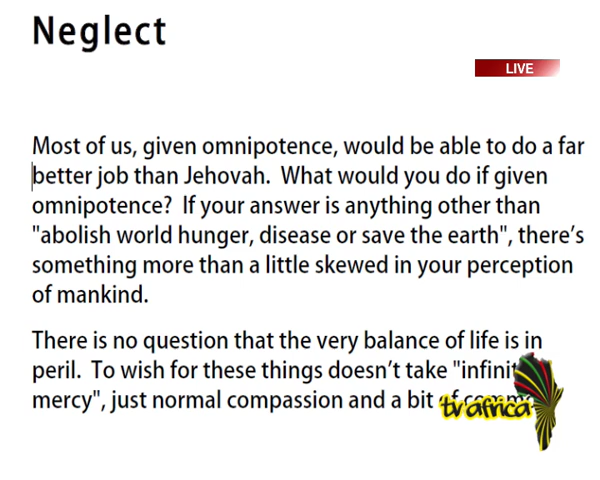 Neglect
LIVE
Most of us, given omnipotence, would be able to do a far
better job than Jehovah. What would you do if given
omnipotence? If your answer is anything other than
"abolish world hunger, disease or save the earth", there's
something more than a little skewed in your perception
of mankind.
There is no question that the very balance of life is in
peril. To wish for these things doesn't take
mercy", just normal compassion and a bit
tv africa